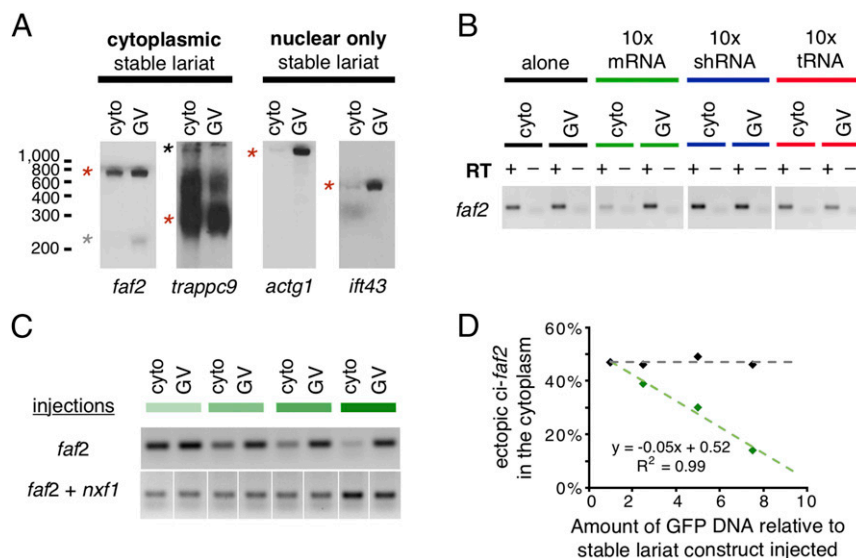 A
cytoplasmic
stable lariat
nuclear only
stable lariat
cyto GV cyto GV cyto GV cyto GV
1,000
800
600
400
300
200
*
*
*
*
*
*
faf2 trappc9 actg1 ift43
B
alone
10x
mRNA
10x
shRNA
10x
tRNA
cyto GV cyto GV cyto GV cyto GV
RT + – + – + – + – + – + – + – + –
faf2
C
cyto GV cyto GV cyto GV cyto GV
injections
faf2
faf2 + nxf1
D
ectopic ci-faf2
in the cytoplasm
60%
40%
20%
0%
y = -0.05x + 0.52
R² = 0.99
0 2 4 6 8 10
Amount of GFP DNA relative to
stable lariat construct injected